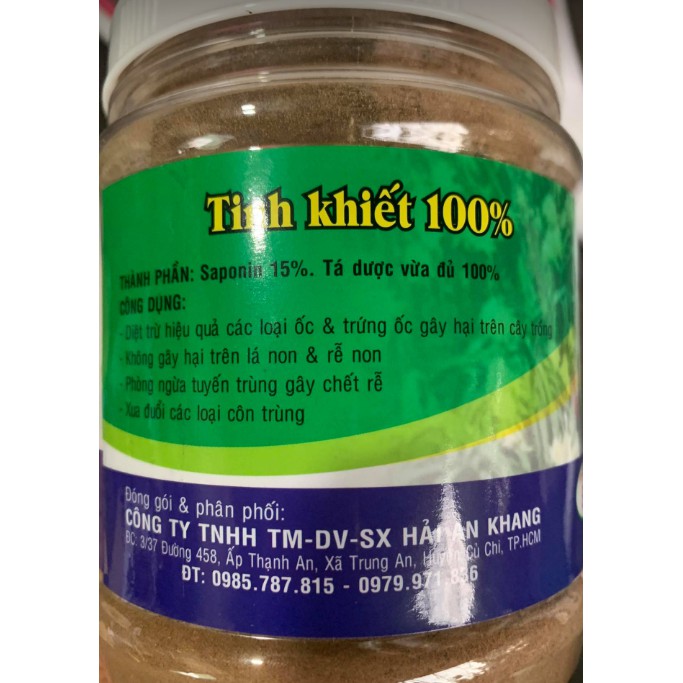 Tinh khiết 100%
THÀNH PHẦN: Saponin 15%. Tá dược vừa đủ 100%
CÔNG DỤNG:
- Diệt trừ hiệu quả các loại ốc & trứng ốc gây hại trên cây trồng
- Không gây hại trên lá non & rễ non
- Phòng ngừa tuyến trùng gây chết rễ
- Xua đuổi các loại côn trùng
Đóng gói & phân phối:
CÔNG TY TNHH TM-DV-SX HẢI AN KHANG
ĐC: 3/37 Đường 458, Ấp Thạnh An, Xã Trung An, Huyện Củ Chi, TP.HCM
ĐT: 0985.787.815 - 0979.971.836